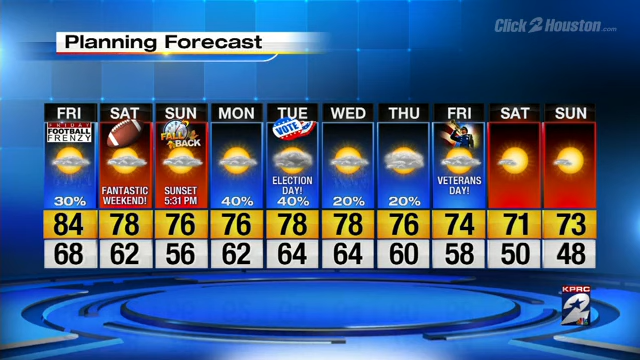 Click2Houston.com
Planning Forecast
FRI SAT SUN MON TUE WED THU FRI SAT SUN
FRIDAY
FOOTBALL
FRENZY
FALL
BACK
VOTE
FANTASTIC
WEEKEND!
SUNSET
5:31 PM
ELECTION
DAY!
VETERANS
DAY!
30% 40% 40% 20% 20%
84 78 76 76 78 78 76 74 71 73
68 62 56 62 64 64 60 58 50 48
KPRC
2